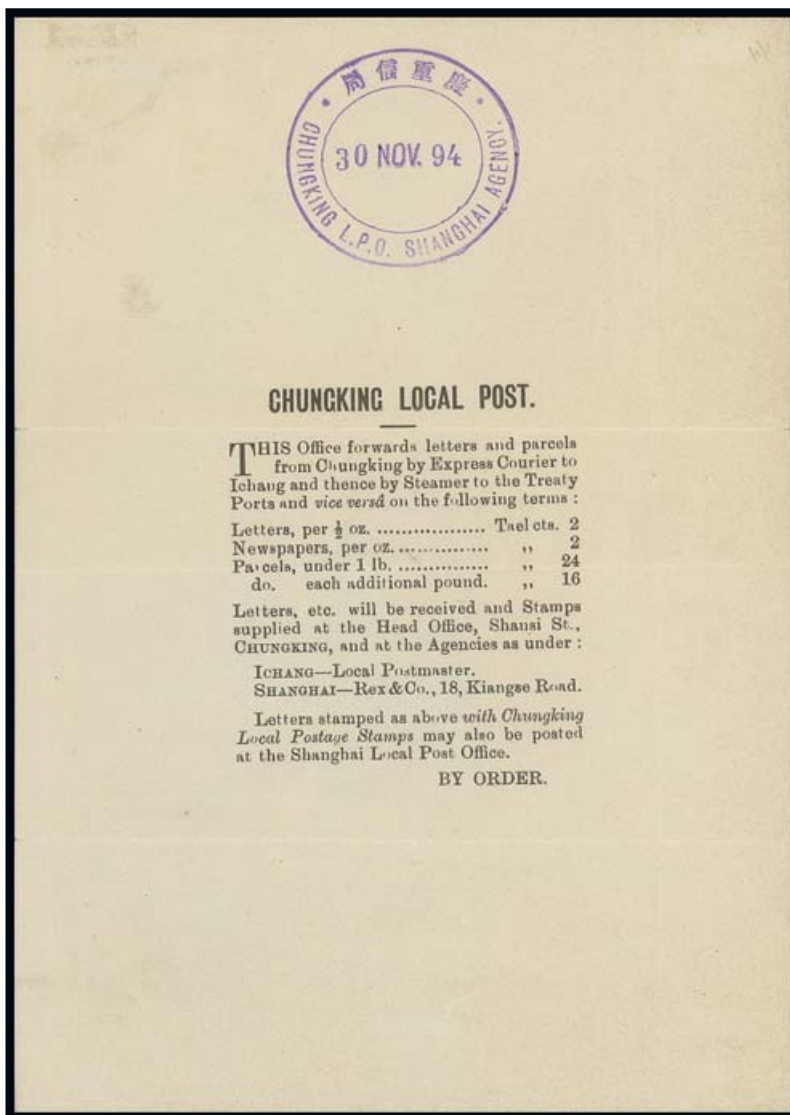 局信重慶
CHUNGKING L.P.O. SHANGHAI AGENCY.
30 NOV. 94
CHUNGKING LOCAL POST.
THIS Office forwards letters and parcels
from Chungking by Express Courier to
Ichang and thence by Steamer to the Treaty
Ports and vice versâ on the following terms :
Letters, per ½ oz. .................. Tael cts. 2
Newspapers, per oz. ............... ,, 2
Parcels, under 1 lb. ............... ,, 24
do. each additional pound. ,, 16
Letters, etc. will be received and Stamps
supplied at the Head Office, Shansi St.,
CHUNGKING, and at the Agencies as under :
ICHANG—Local Postmaster.
SHANGHAI—Rex & Co., 18, Kiangse Road.
Letters stamped as above with Chungking
Local Postage Stamps may also be posted
at the Shanghai Local Post Office.
BY ORDER.